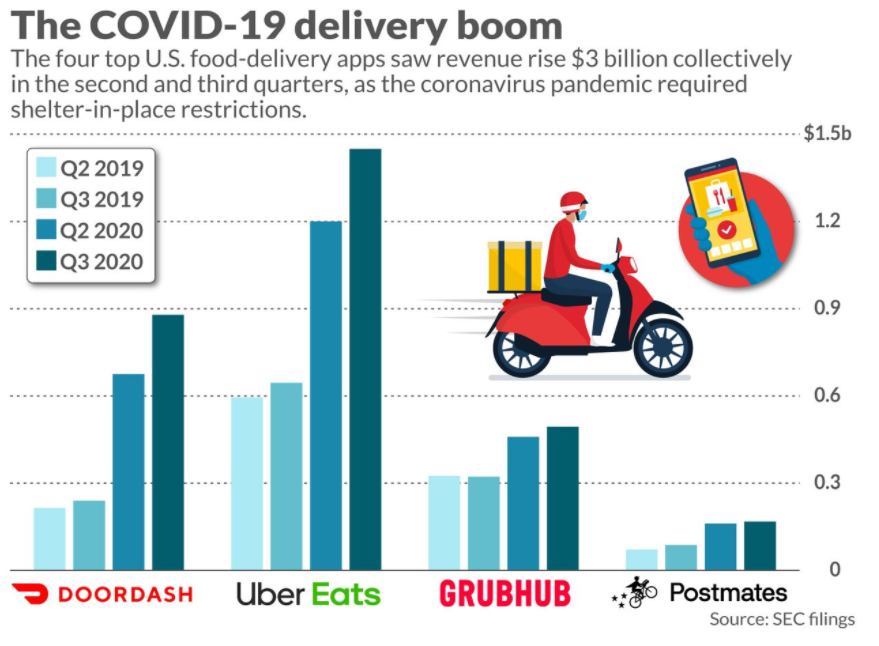 The COVID-19 delivery boom
The four top U.S. food-delivery apps saw revenue rise $3 billion collectively
in the second and third quarters, as the coronavirus pandemic required
shelter-in-place restrictions.
$1.5b
Q2 2019
Q3 2019
Q2 2020
Q3 2020
1.2
0.9
0.6
0.3
0
DOORDASH
Uber Eats
GRUBHUB
Postmates
Source: SEC filings